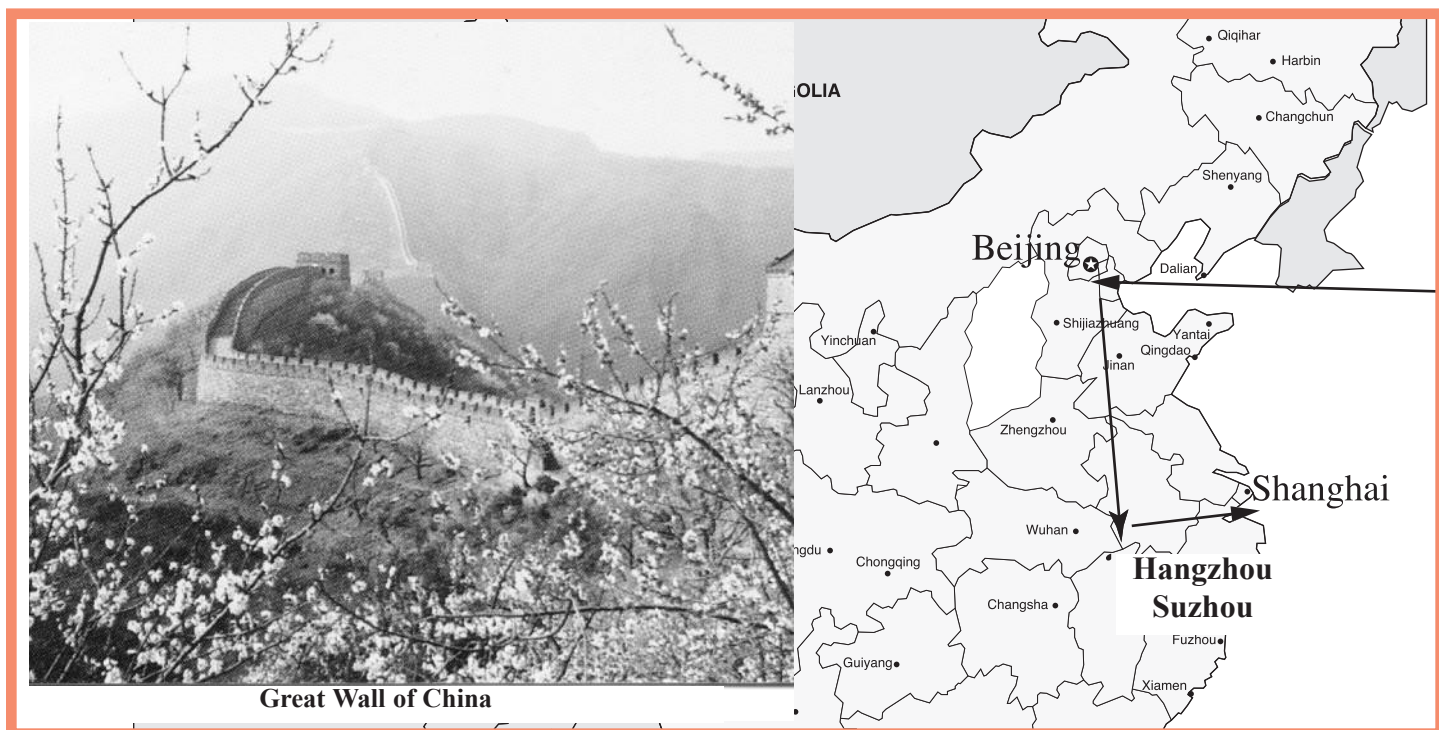 Great Wall of China
Qiqihar
Harbin
OLIA
Changchun
Shenyang
Beijing
Dalian
Shijiazhuang
Yantai
Yinchuan
Qingdao
Jinan
Lanzhou
Zhengzhou
Shanghai
Wuhan
ngdu
Chongqing
Hangzhou
Suzhou
Changsha
Fuzhou
Guiyang
Xiamen